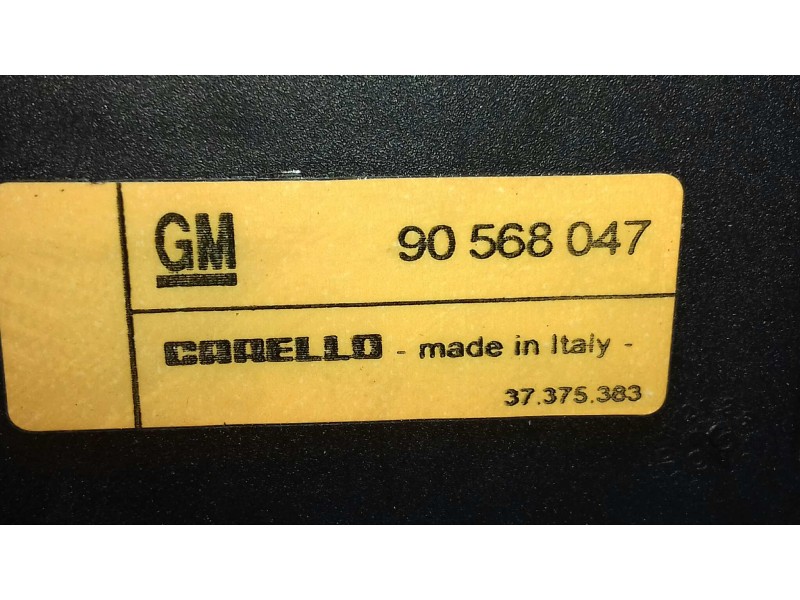 GM 90 568 047
CARELLO - made in Italy -
37.375.383